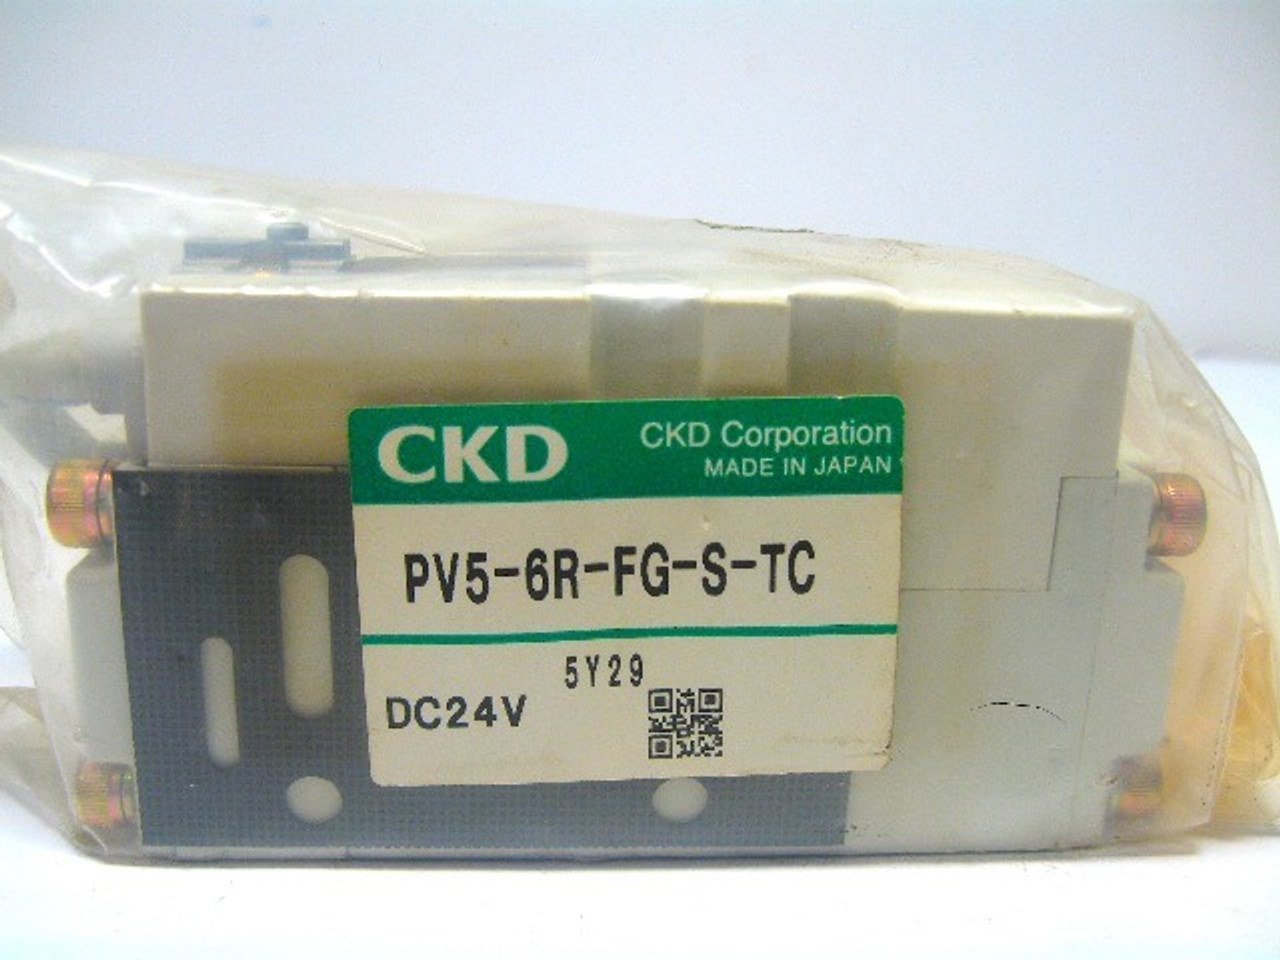 CKD
CKD Corporation
MADE IN JAPAN
PV5-6R-FG-S-TC
5Y29
DC24V